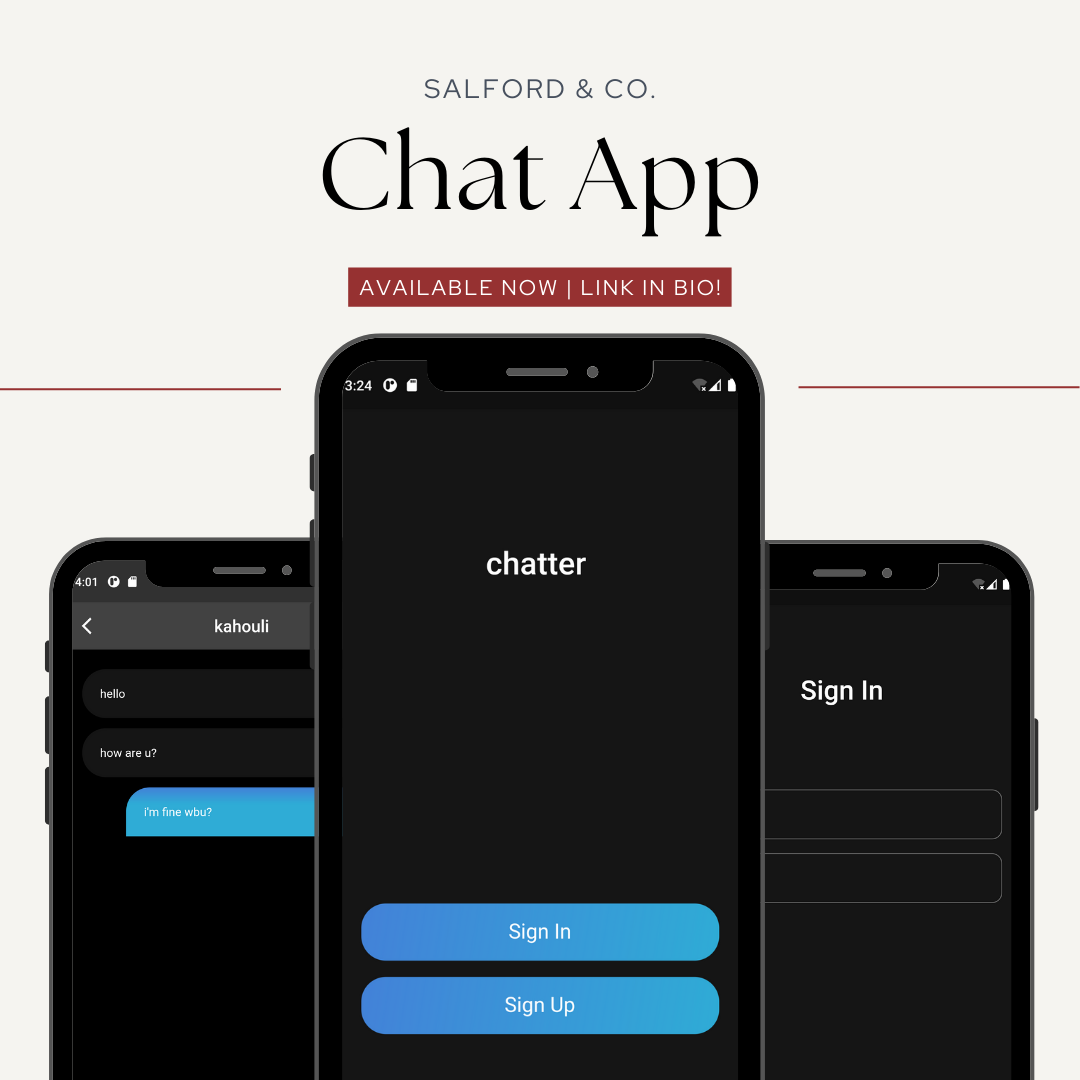 SALFORD & CO.
Chat App
AVAILABLE NOW | LINK IN BIO!
3:24
chatter
Sign In
Sign Up
4:01
kahouli
hello
how are u?
i'm fine wbu?
Sign In